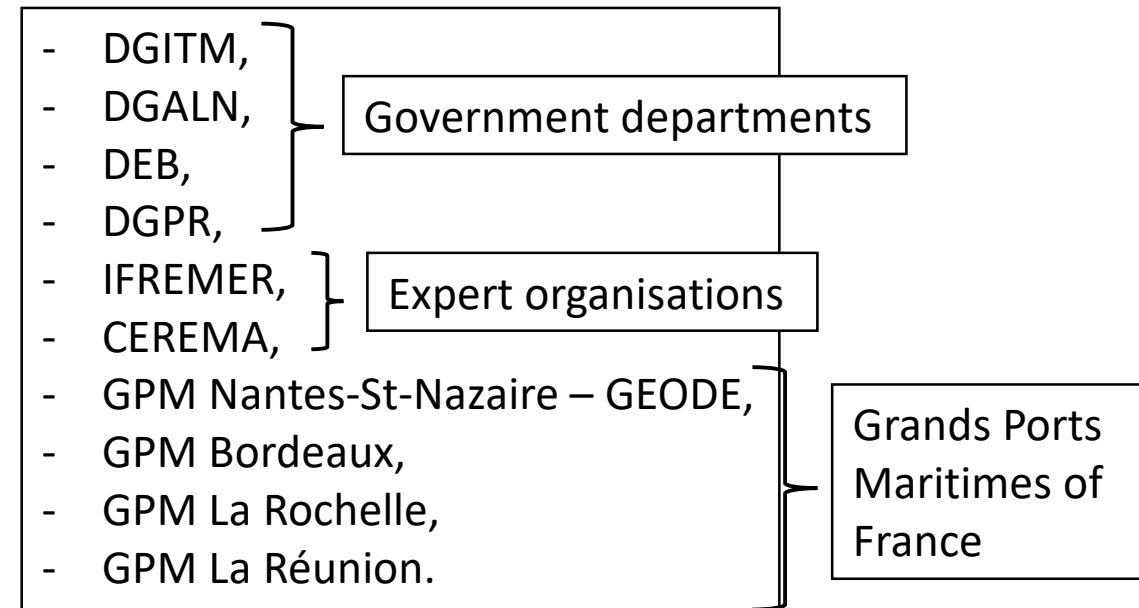 - DGITM,
- DGALN,
- DEB,
- DGPR,
Government departments
- IFREMER,
- CEREMA,
Expert organisations
- GPM Nantes-St-Nazaire – GEODE,
- GPM Bordeaux,
- GPM La Rochelle,
- GPM La Réunion.
Grands Ports
Maritimes of
France